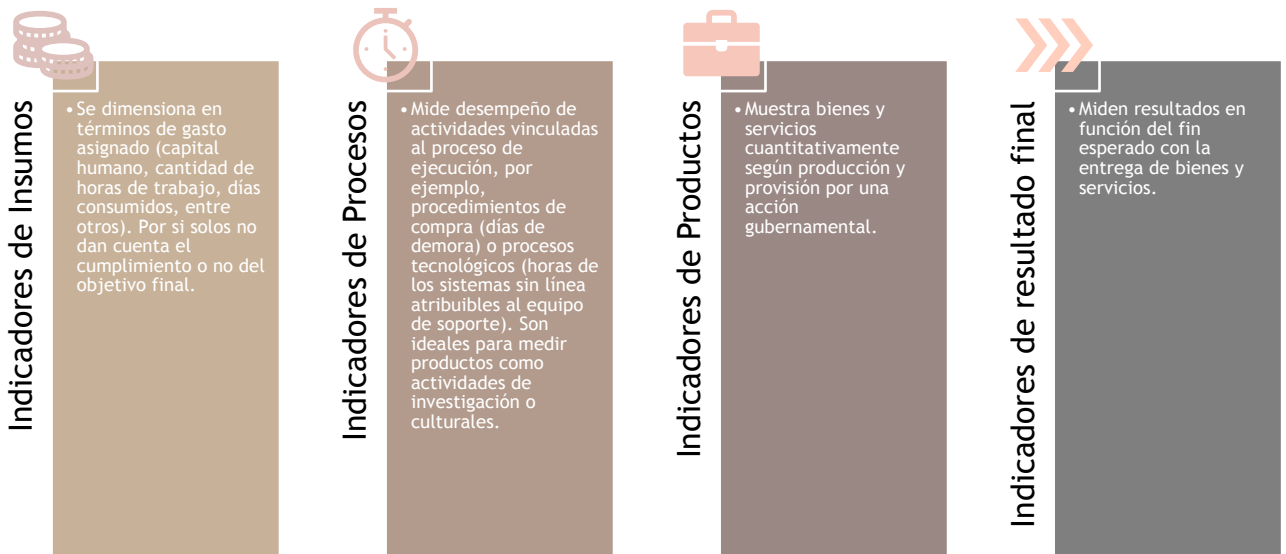 Indicadores de Insumos
• Se dimensiona en
términos de gasto
asignado (capital
humano, cantidad de
horas de trabajo, días
consumidos, entre
otros). Por si solos no
dan cuenta el
cumplimiento o no del
objetivo final.
Indicadores de Procesos
• Mide desempeño de
actividades vinculadas
al proceso de
ejecución, por
ejemplo,
procedimientos de
compra (días de
demora) o procesos
tecnológicos (horas de
los sistemas sin línea
atribuibles al equipo
de soporte). Son
ideales para medir
productos como
actividades de
investigación o
culturales.
Indicadores de Productos
• Muestra bienes y
servicios
cuantitativamente
según producción y
provisión por una
acción
gubernamental.
Indicadores de resultado final
• Miden resultados en
función del fin
esperado con la
entrega de bienes y
servicios.